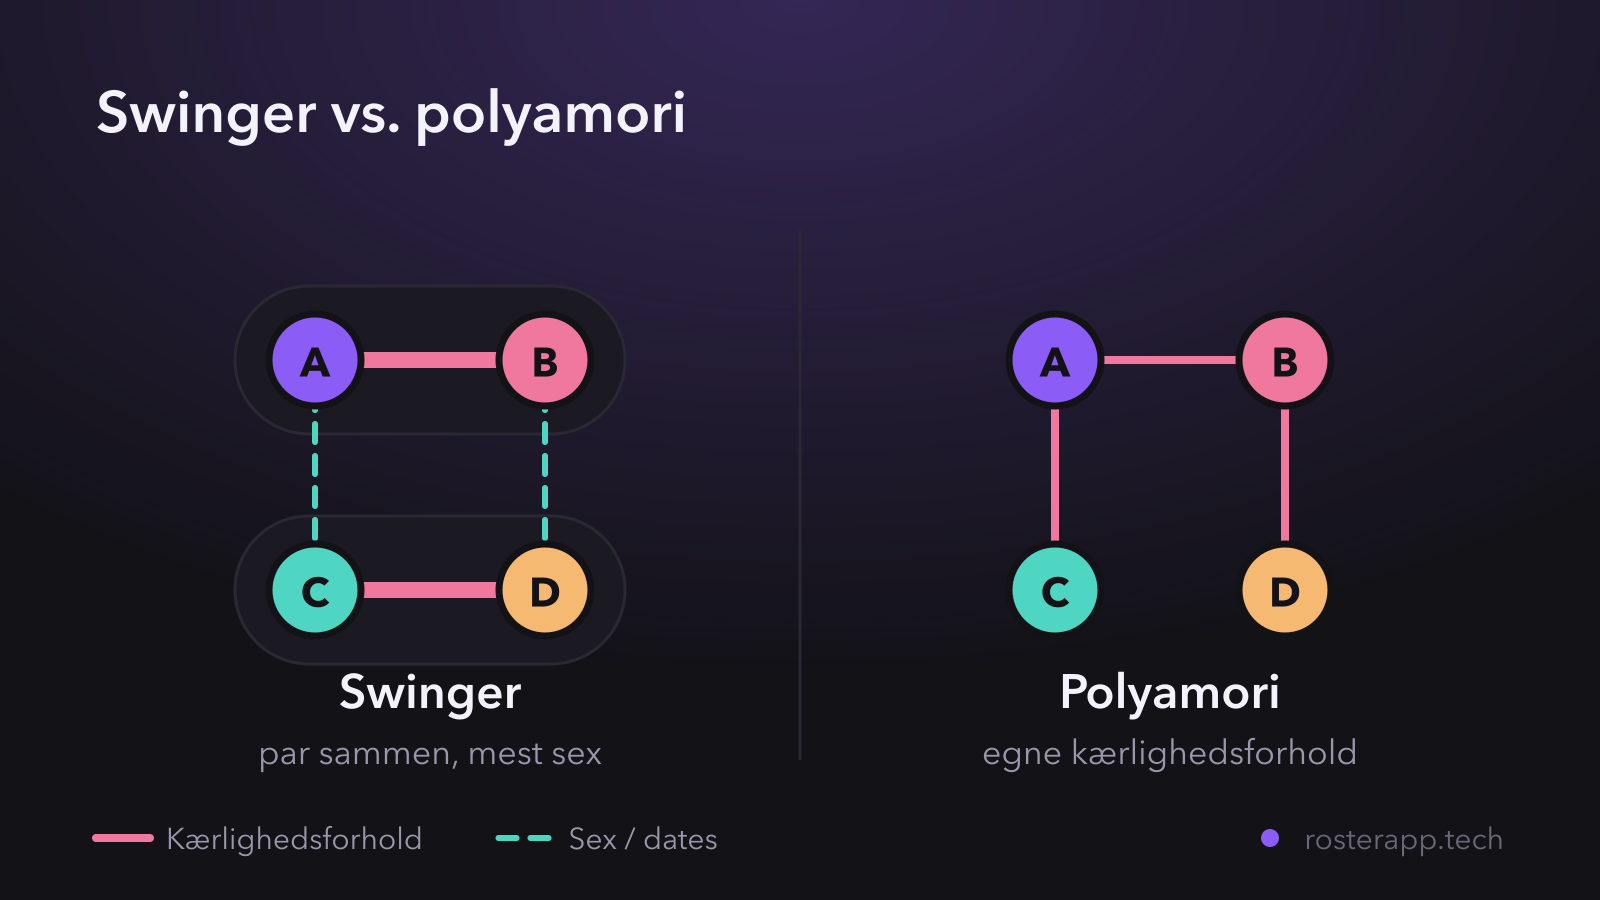 Swinger vs. polyamori
A
B
C
D
Swinger
par sammen, mest sex
A
B
C
D
Polyamori
egne kærlighedsforhold
Kærlighedsforhold
Sex / dates
rosterapp.tech